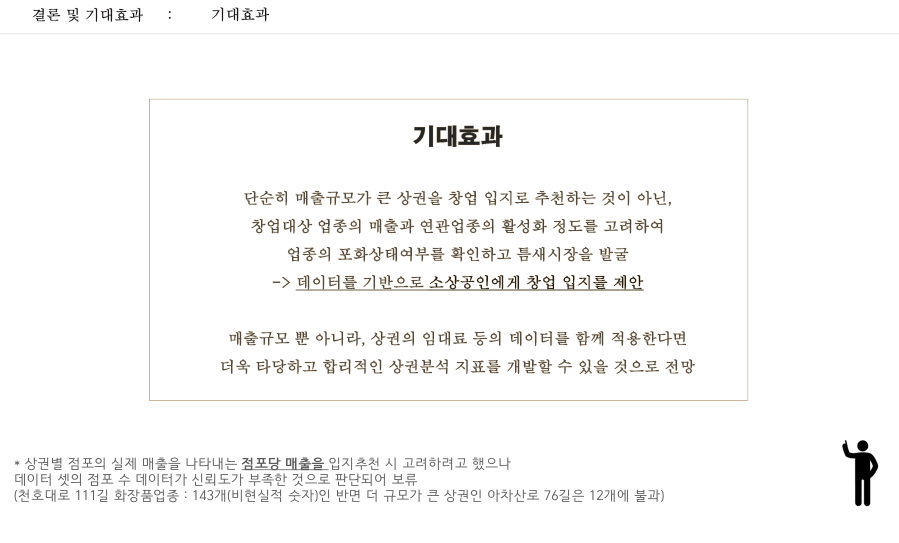 결론 및 기대효과 : 기대효과
기대효과
단순히 매출규모가 큰 상권을 창업 입지로 추천하는 것이 아닌,
창업대상 업종의 매출과 연관업종의 활성화 정도를 고려하여
업종의 포화상태여부를 확인하고 틈새시장을 발굴
-> 데이터를 기반으로 소상공인에게 창업 입지를 제안
매출규모 뿐 아니라, 상권의 임대료 등의 데이터를 함께 적용한다면
더욱 타당하고 합리적인 상권분석 지표를 개발할 수 있을 것으로 전망
* 상권별 점포의 실제 매출을 나타내는 점포당 매출을 입지추천 시 고려하려고 했으나
데이터 셋의 점포 수 데이터가 신뢰도가 부족한 것으로 판단되어 보류
(천호대로 111길 화장품업종 : 143개(비현실적 숫자)인 반면 더 규모가 큰 상권인 아차산로 76길은 12개에 불과)